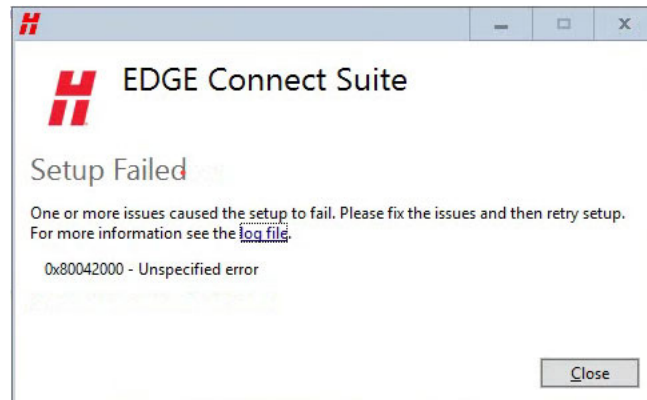 EDGE Connect Suite
Setup Failed
One or more issues caused the setup to fail. Please fix the issues and then retry setup.
For more information see the log file.
0x80042000 - Unspecified error
Close